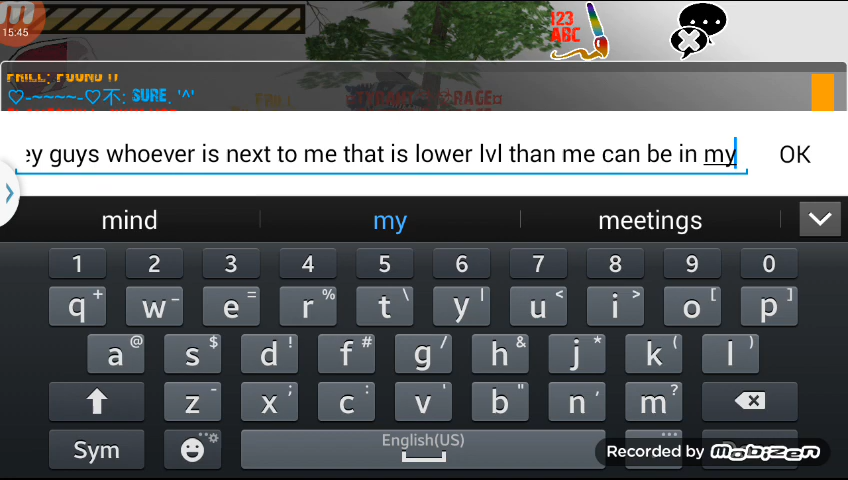 15:45
123
ABC
FRILL: FOUND IT
♡-~~~~-♡不: SURE. '^'
FRILL
RAGE¤
ey guys whoever is next to me that is lower lvl than me can be in my
OK
mind
my
meetings
1 2 3 4 5 6 7 8 9 0
q + w - e = r % t \ y | u < i > o [ p ]
a @ s $ d ! f # g / h & j * k ( l )
z - x ; c : v ' b " n , m ?
Sym
English(US)
Recorded by mobizen